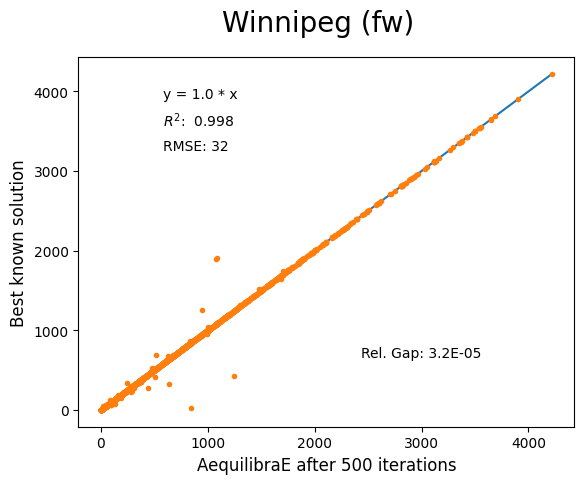 Winnipeg (fw)
y = 1.0 * x
R²: 0.998
RMSE: 32
Rel. Gap: 3.2E-05
Best known solution
4000
3000
2000
1000
0
0 1000 2000 3000 4000
AequilibraE after 500 iterations